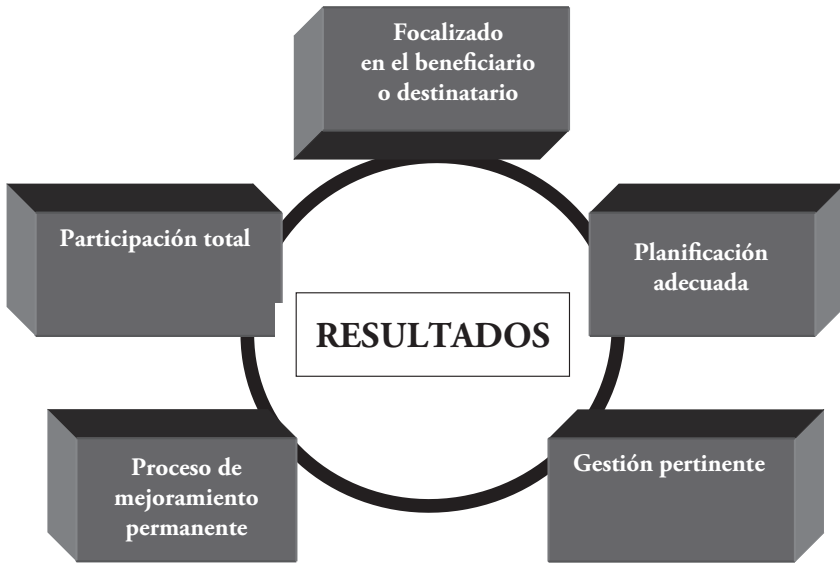 Focalizado
en el beneficiario
o destinatario
Participación total
Planificación
adecuada
RESULTADOS
Proceso de
mejoramiento
permanente
Gestión pertinente